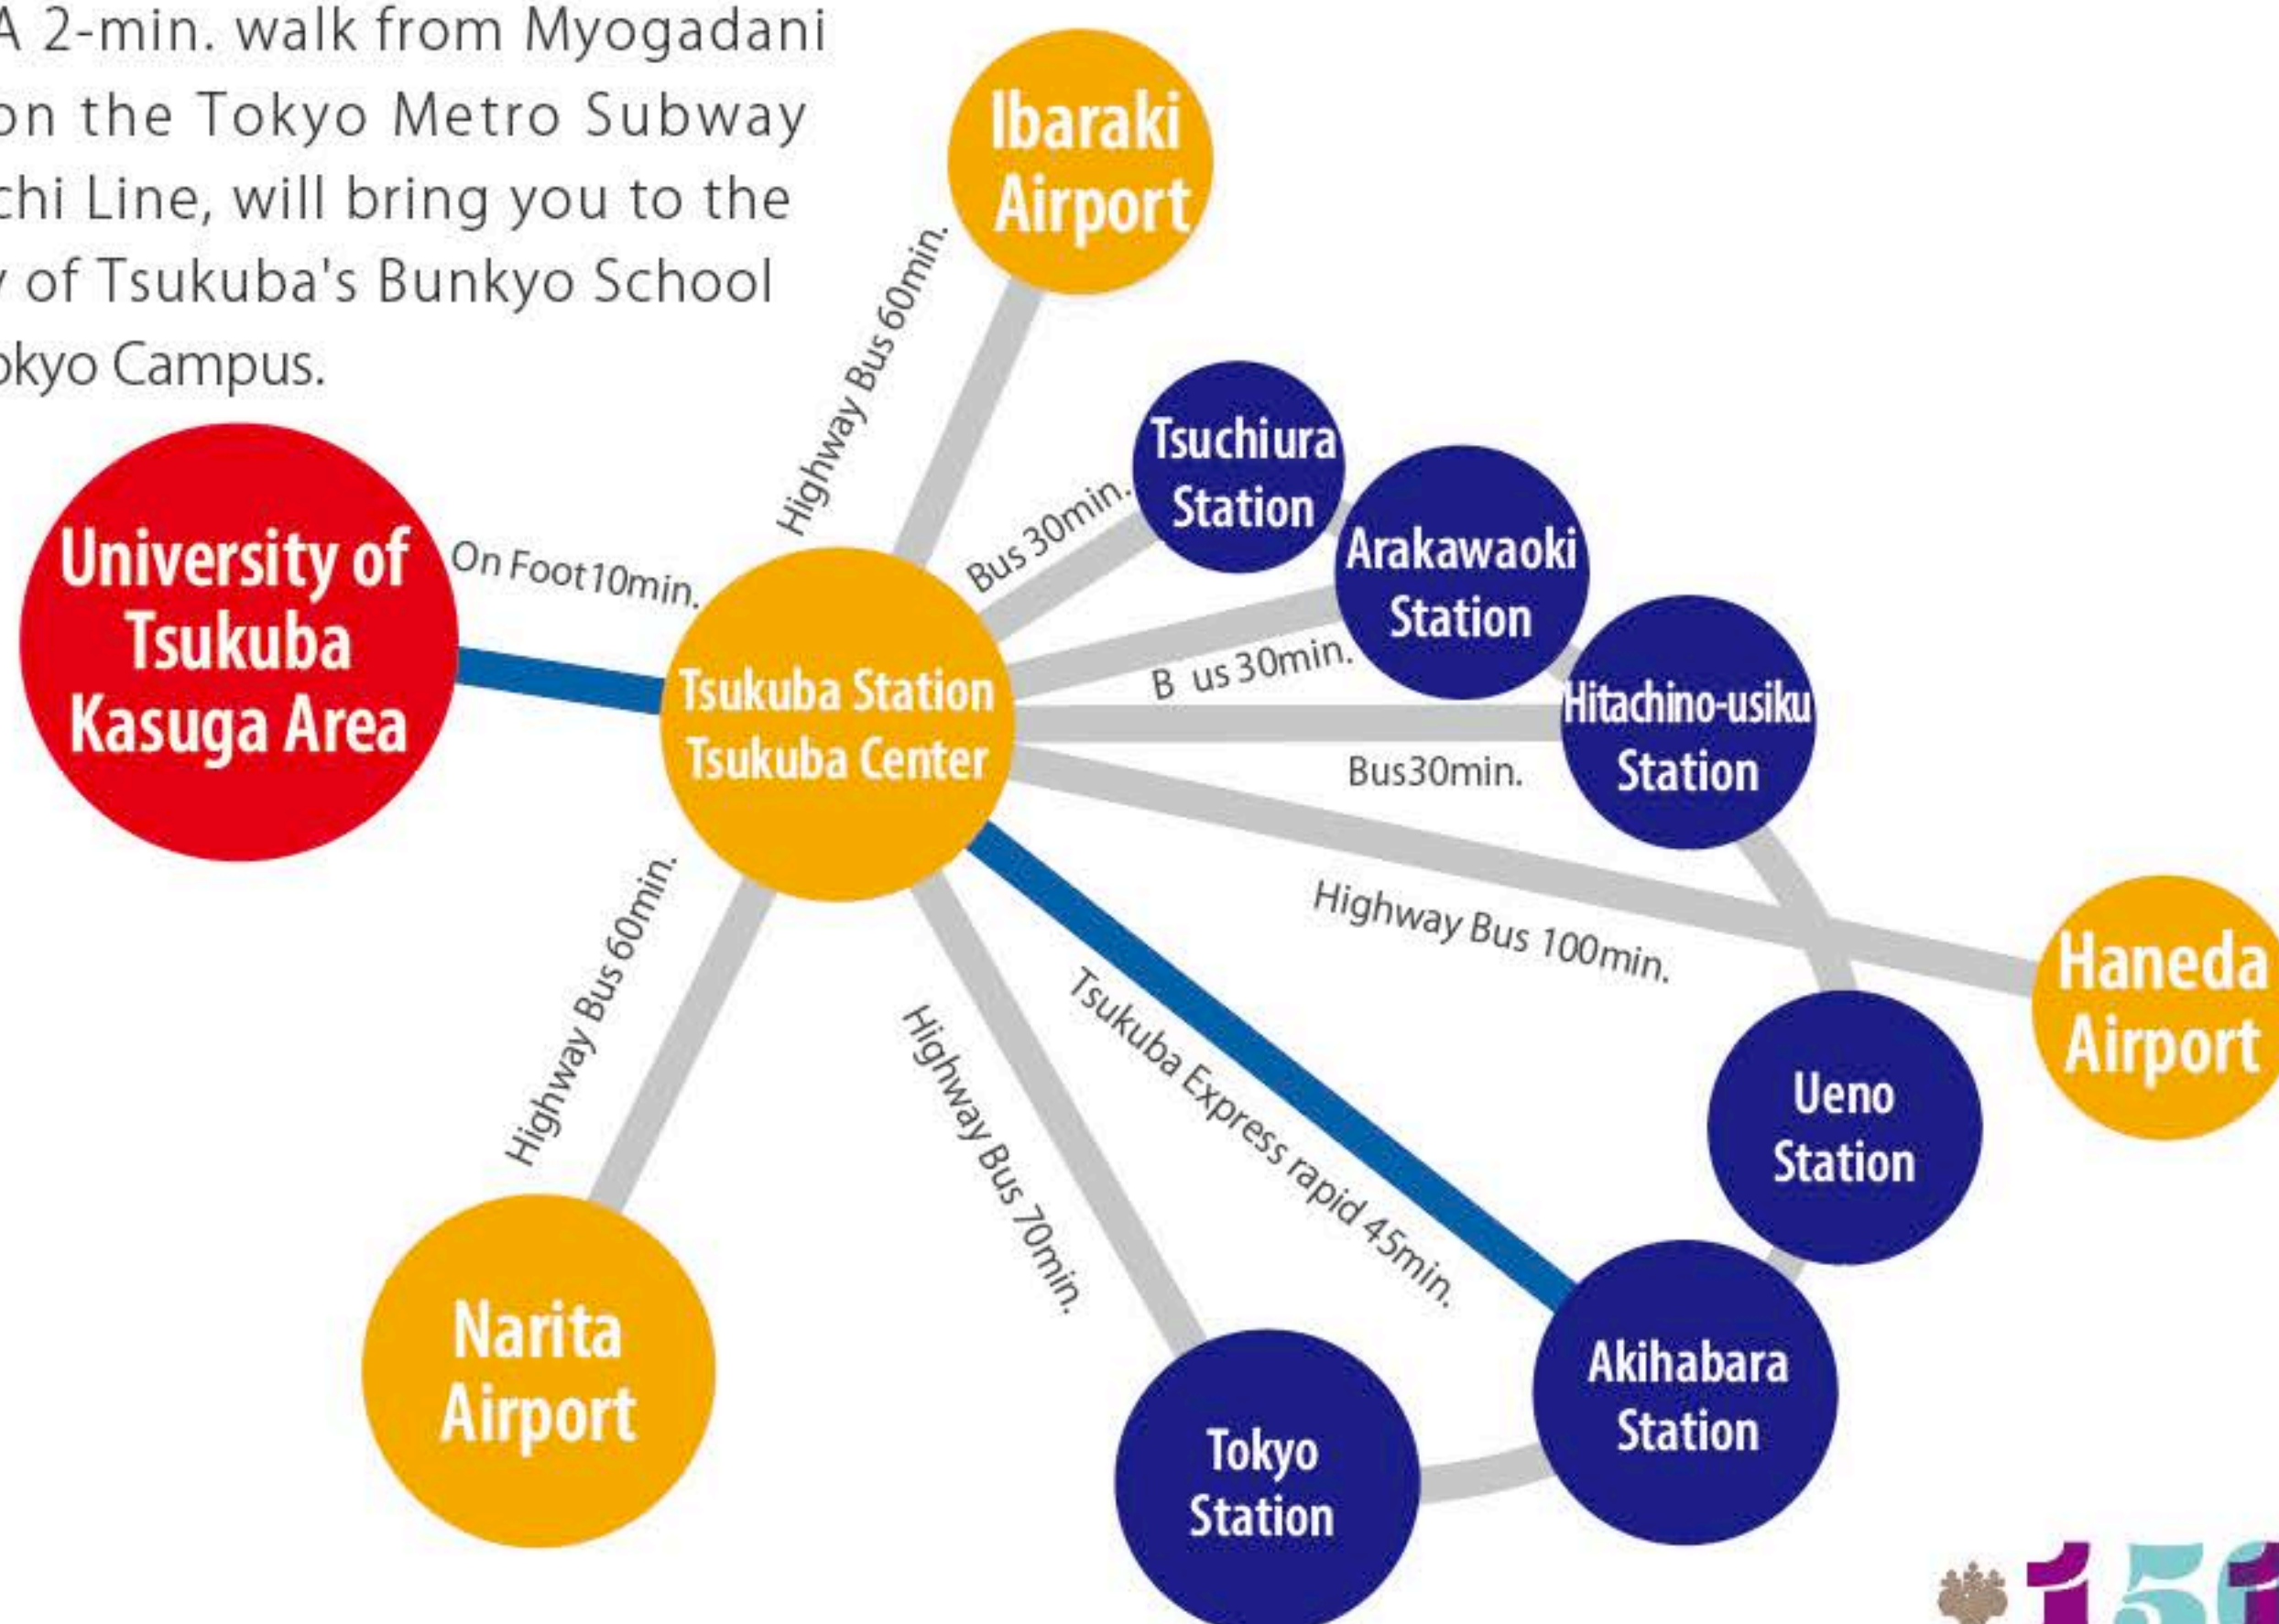 A 2-min. walk from Myogadani
on the Tokyo Metro Subway
chi Line, will bring you to the
y of Tsukuba's Bunkyo School
okyo Campus.
Ibaraki
Airport
Highway Bus 60min.
Tsuchiura
Station
Bus 30min.
Arakawaoki
Station
B us 30min.
University of
Tsukuba
Kasuga Area
On Foot10min.
Tsukuba Station
Tsukuba Center
Hitachino-usiku
Station
Bus30min.
Highway Bus 100min.
Haneda
Airport
Highway Bus 60min.
Highway Bus 70min.
Tsukuba Express rapid 45min.
Ueno
Station
Narita
Airport
Akihabara
Station
Tokyo
Station